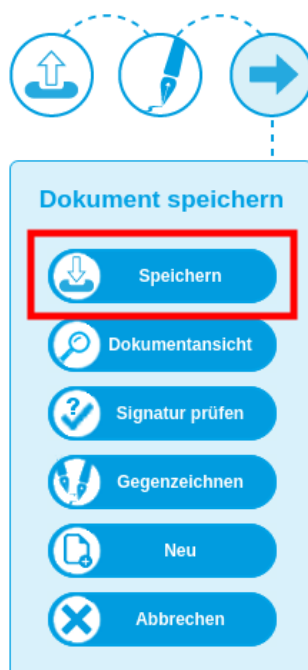 Dokument speichern
Speichern
Dokumentansicht
Signatur prüfen
Gegenzeichnen
Neu
Abbrechen